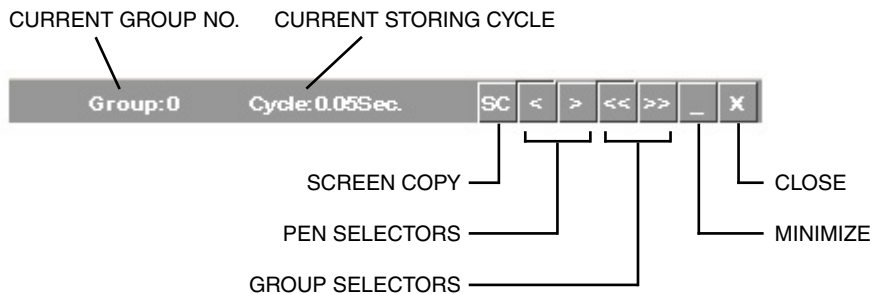 CURRENT GROUP NO. CURRENT STORING CYCLE
Group:0 Cycle:0.05Sec. SC < > << >> _ X
SCREEN COPY CLOSE
PEN SELECTORS MINIMIZE
GROUP SELECTORS